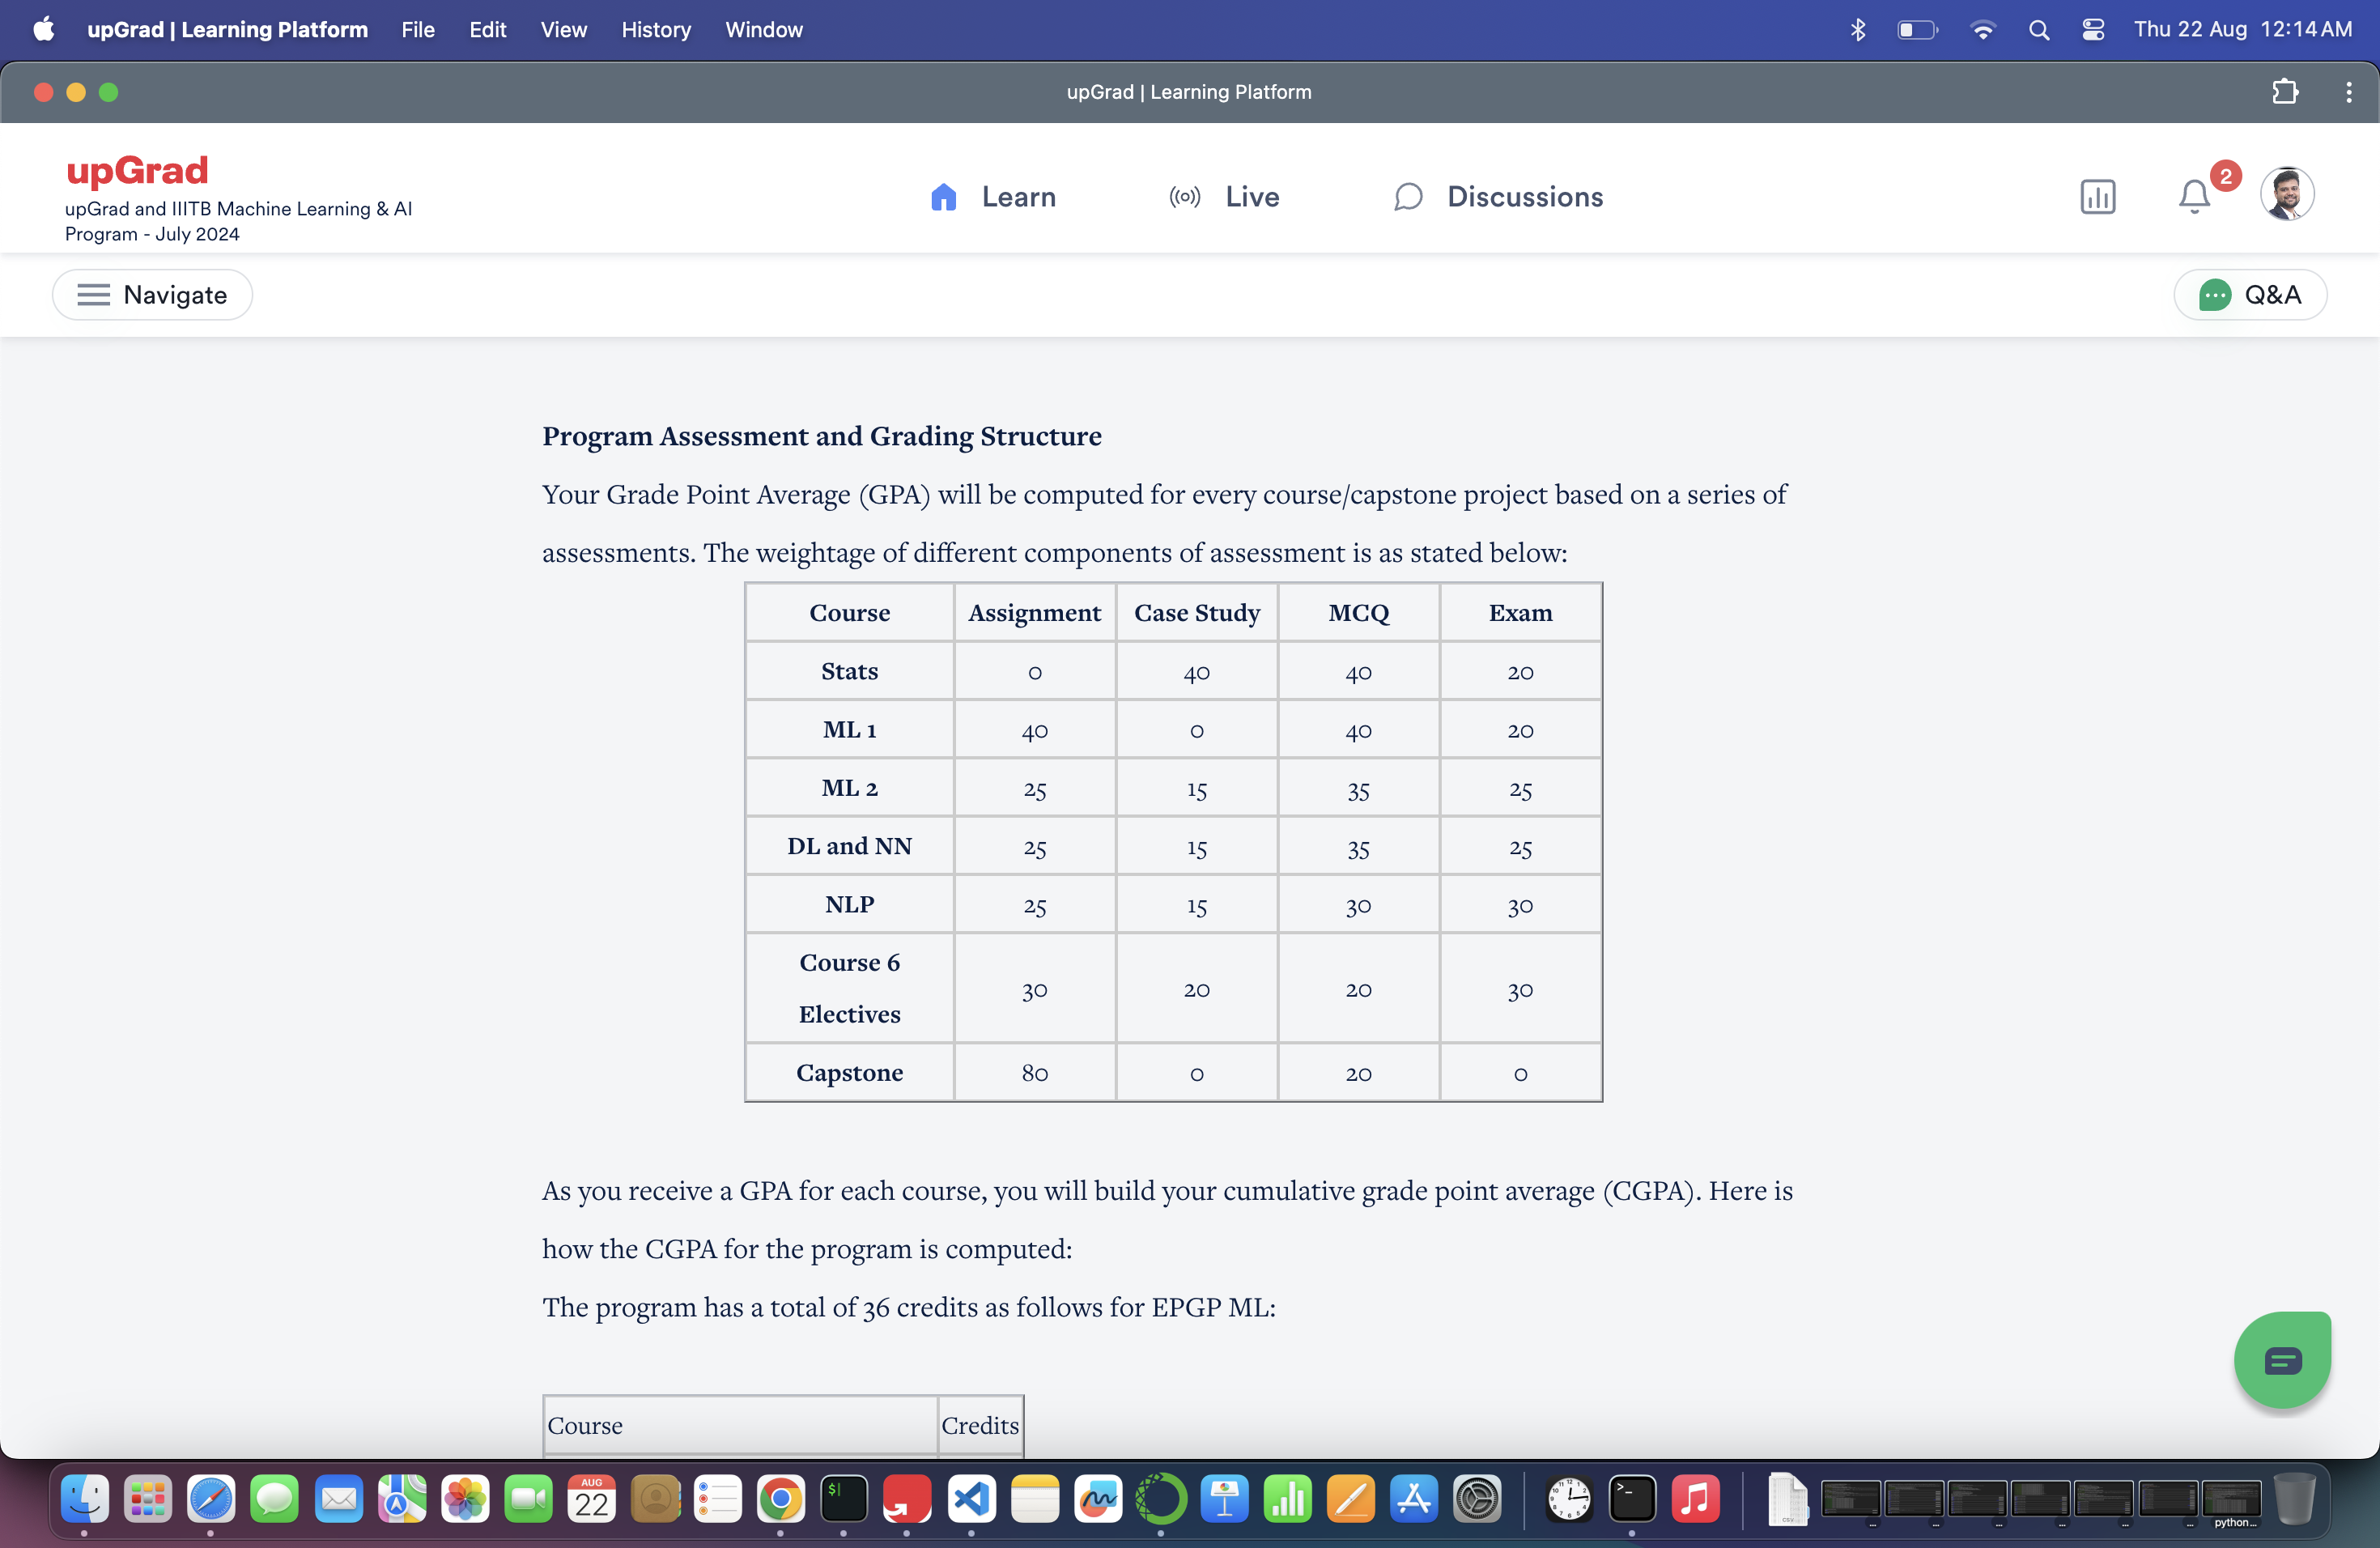 upGrad | Learning Platform File Edit View History Window Thu 22 Aug 12:14 AM
upGrad | Learning Platform
upGrad
upGrad and IIITB Machine Learning & AI
Program - July 2024
Learn Live Discussions 2
Navigate Q&A
Program Assessment and Grading Structure
Your Grade Point Average (GPA) will be computed for every course/capstone project based on a series of
assessments. The weightage of different components of assessment is as stated below:
Course Assignment Case Study MCQ Exam
Stats 0 40 40 20
ML 1 40 0 40 20
ML 2 25 15 35 25
DL and NN 25 15 35 25
NLP 25 15 30 30
Course 6
Electives 30 20 20 30
Capstone 80 0 20 0
As you receive a GPA for each course, you will build your cumulative grade point average (CGPA). Here is
how the CGPA for the program is computed:
The program has a total of 36 credits as follows for EPGP ML:
Course Credits
AUG
22
python...